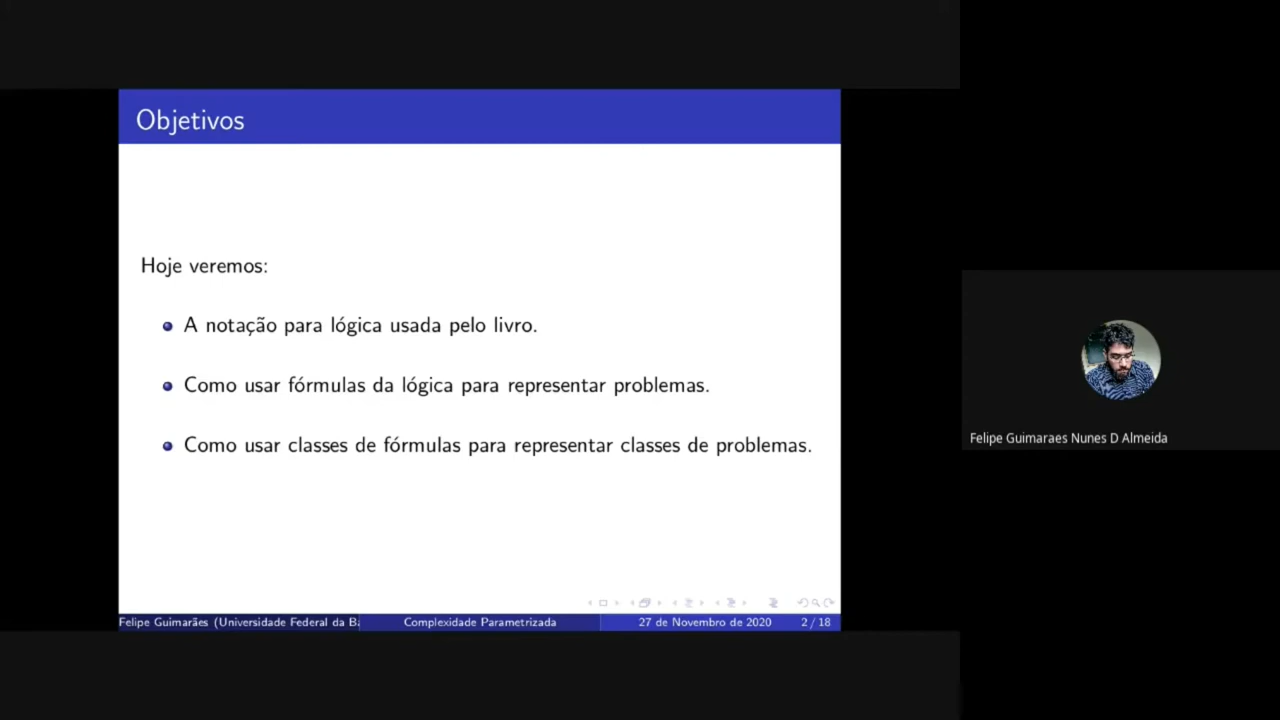 Objetivos
Hoje veremos:
A notação para lógica usada pelo livro.
Como usar fórmulas da lógica para representar problemas.
Como usar classes de fórmulas para representar classes de problemas.
Felipe Guimarães (Universidade Federal da Ba
Complexidade Parametrizada
27 de Novembro de 2020
2 / 18
Felipe Guimaraes Nunes D Almeida